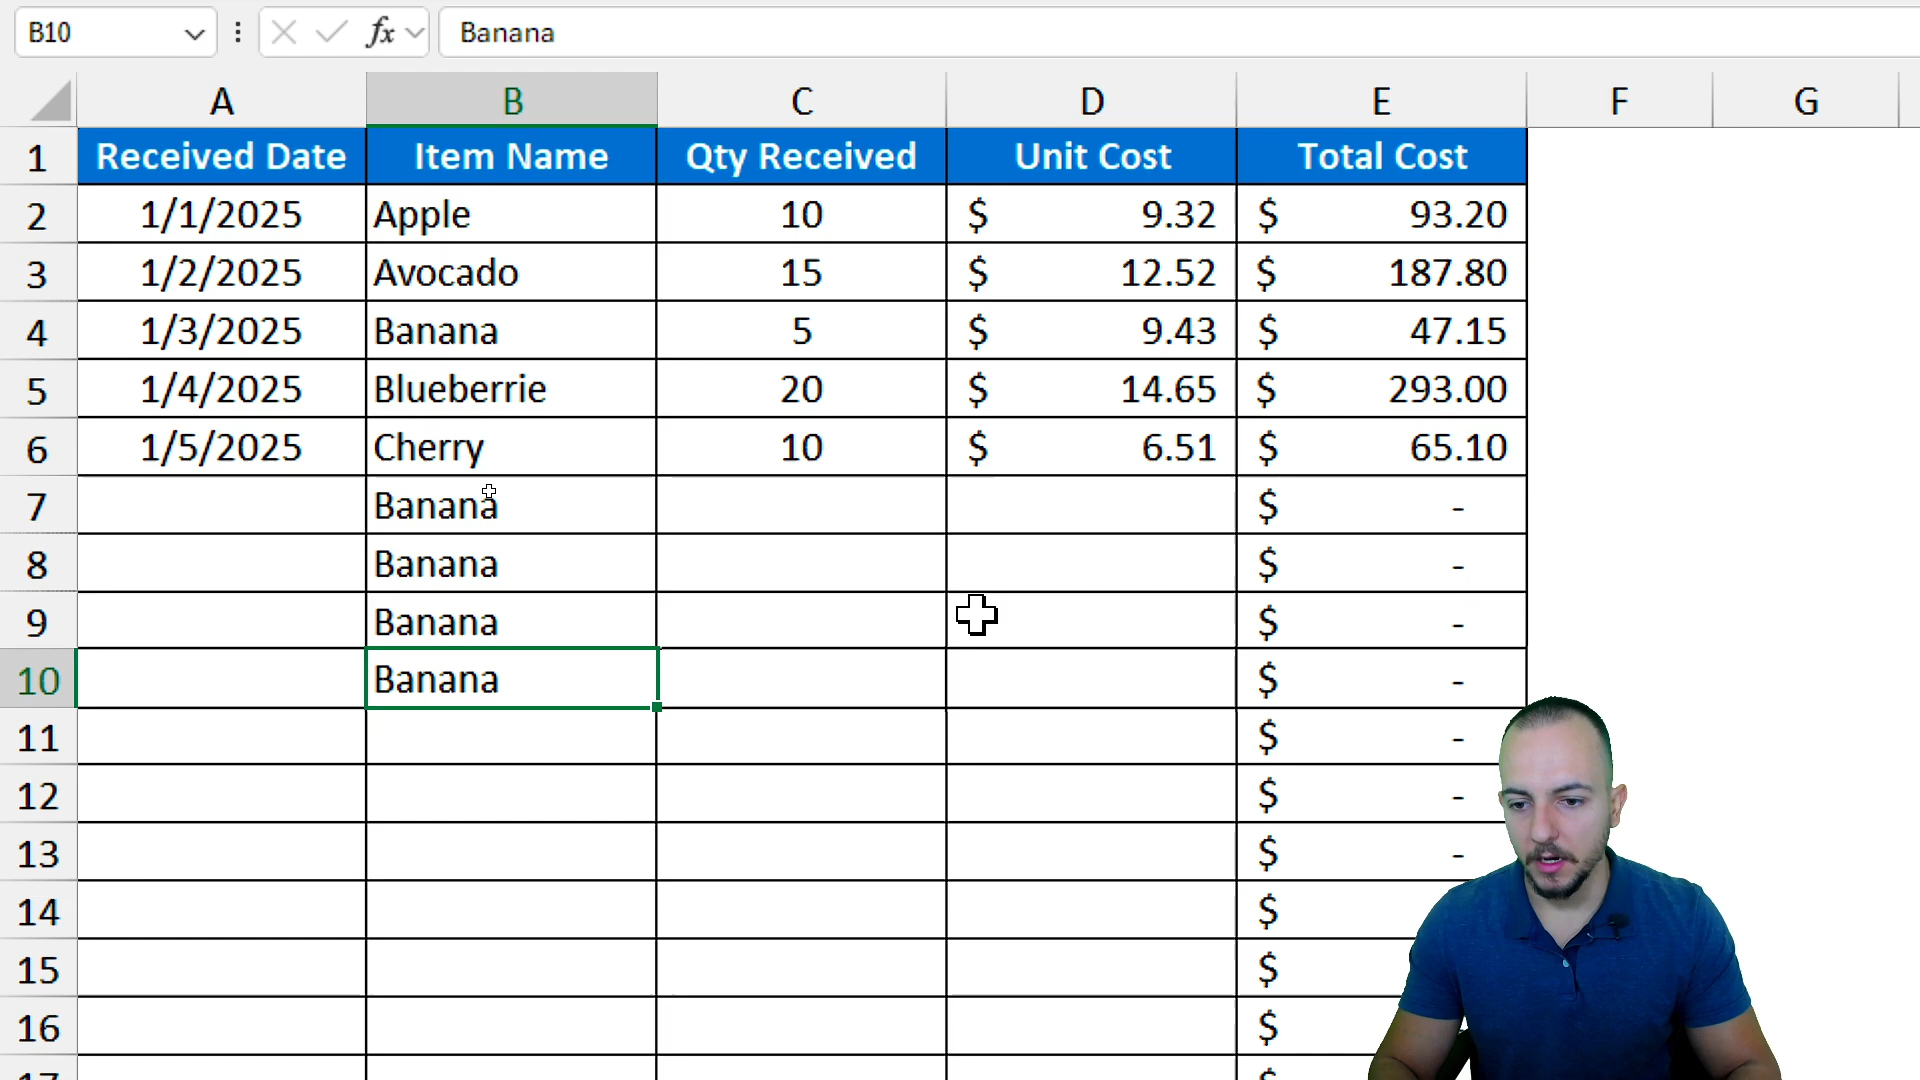 B10 fx Banana
A B C D E F G
1 Received Date Item Name Qty Received Unit Cost Total Cost
2 1/1/2025 Apple 10 $ 9.32 $ 93.20
3 1/2/2025 Avocado 15 $ 12.52 $ 187.80
4 1/3/2025 Banana 5 $ 9.43 $ 47.15
5 1/4/2025 Blueberrie 20 $ 14.65 $ 293.00
6 1/5/2025 Cherry 10 $ 6.51 $ 65.10
7 Banana $ -
8 Banana $ -
9 Banana $ -
10 Banana $ -
11 $ -
12 $ -
13 $ -
14 $
15 $
16 $
17 $